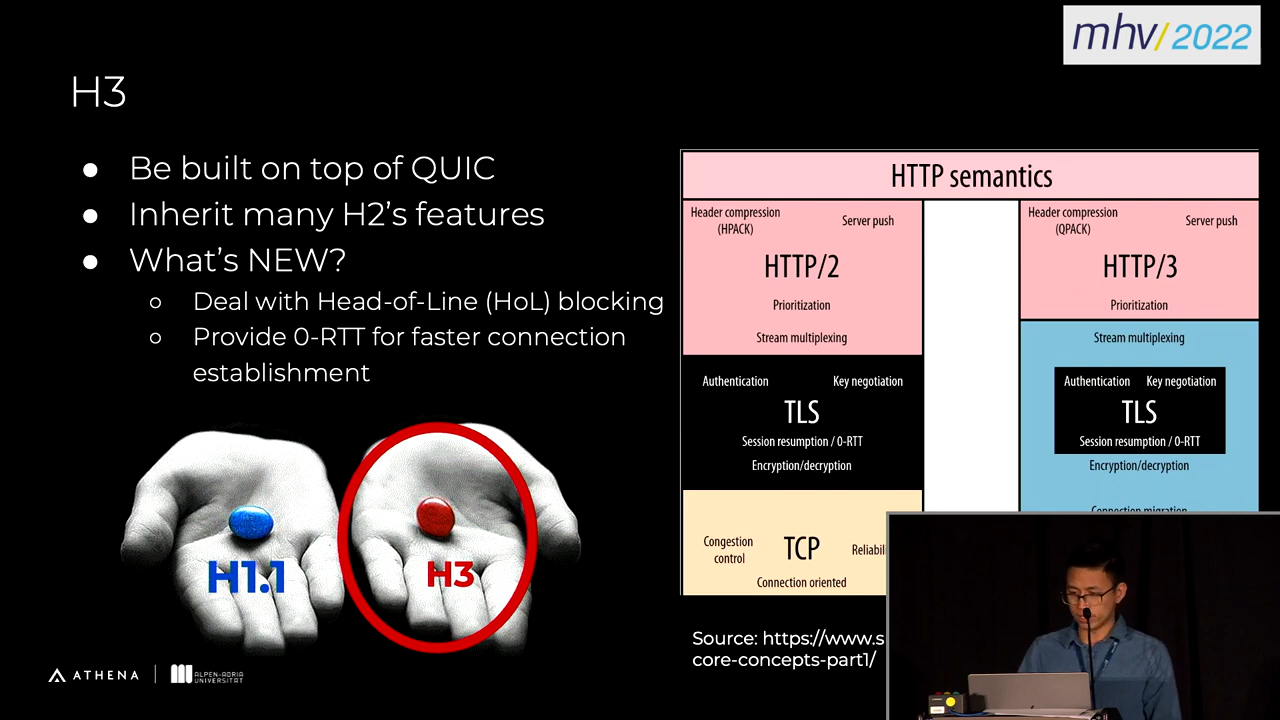 mhv/2022
H3
● Be built on top of QUIC
● Inherit many H2's features
● What's NEW?
○ Deal with Head-of-Line (HoL) blocking
○ Provide 0-RTT for faster connection
establishment
H1.1
H3
HTTP semantics
Header compression
(HPACK)
Server push
HTTP/2
Prioritization
Stream multiplexing
Authentication
Key negotiation
TLS
Session resumption / 0-RTT
Encryption/decryption
Congestion
control
TCP
Connection oriented
Header compression
(QPACK)
Server push
HTTP/3
Prioritization
Stream multiplexing
Authentication
Key negotiation
TLS
Session resumption / 0-RTT
Encryption/decryption
Connection migration
Source: https://www.s
core-concepts-part1/
ATHENA
ALPEN-ADRIA
UNIVERSITÄT